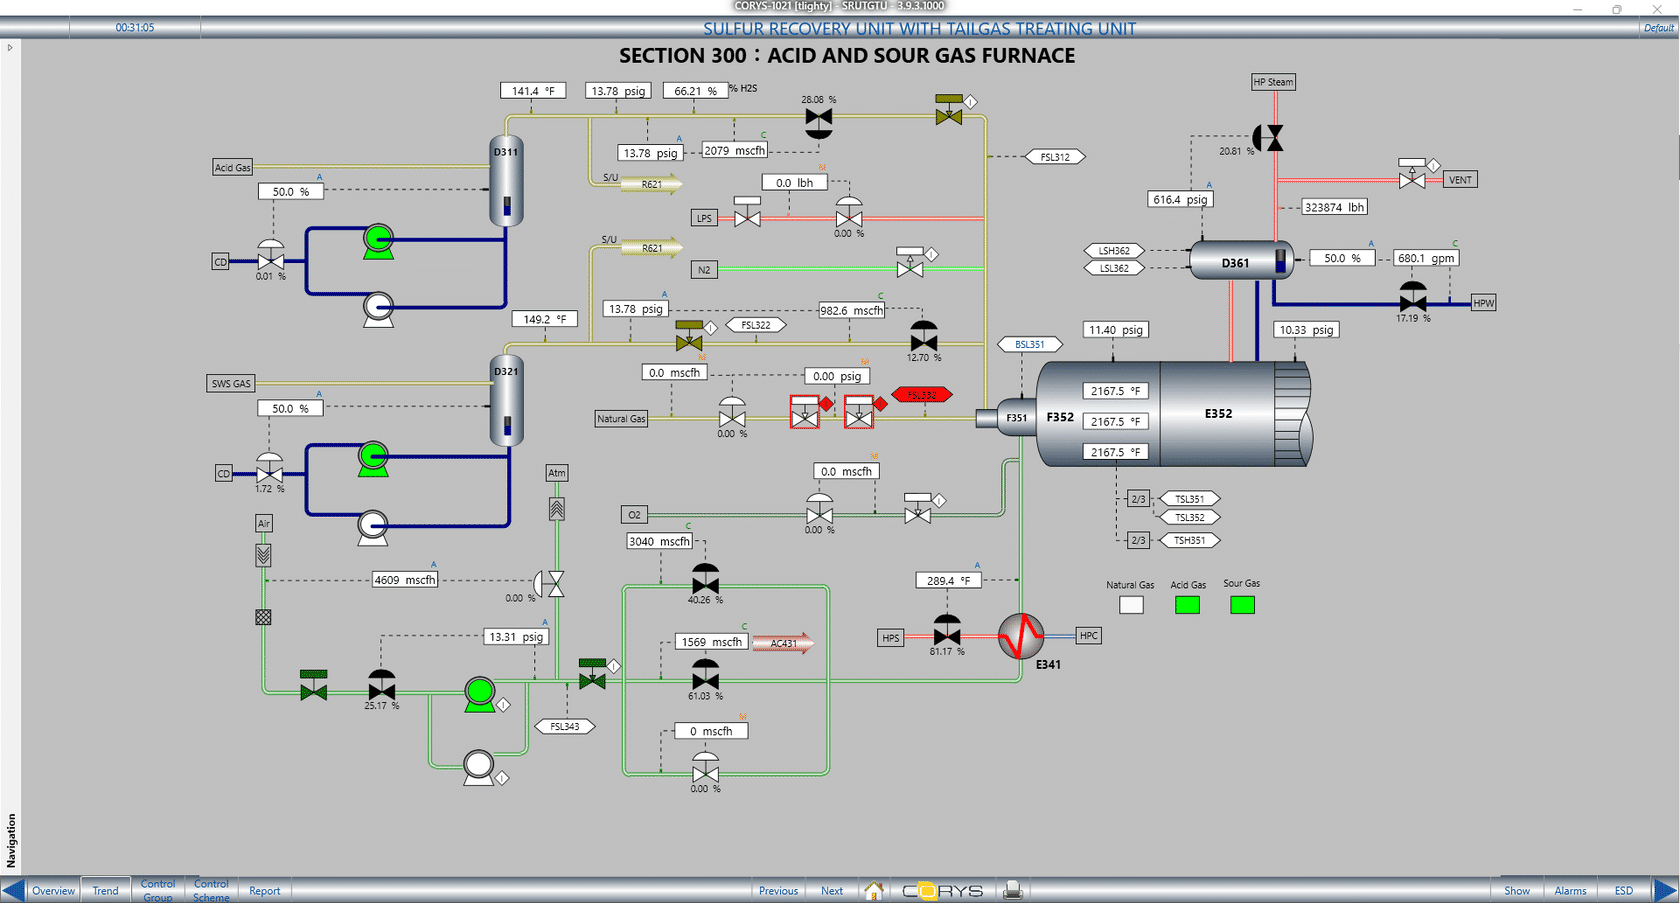 CORYS-1021 [tlighty] - SRUTGTU - 3.9.3.1000
00:31:05
SULFUR RECOVERY UNIT WITH TAILGAS TREATING UNIT
Default
SECTION 300 : ACID AND SOUR GAS FURNACE
141.4 °F
13.78 psig
66.21 %
% H2S
28.08 %
HP Steam
D311
A
13.78 psig
C
2079 mscfh
FSL312
20.81 %
Acid Gas
A
50.0 %
S/U
R621
0.0 lbh
LPS
0.00 %
VENT
A
616.4 psig
323874 lbh
S/U
R621
LSH362
LSL362
D361
A
50.0 %
C
680.1 gpm
CD
0.01 %
N2
HPW
17.19 %
149.2 °F
A
13.78 psig
C
982.6 mscfh
FSL322
12.70 %
BSL351
11.40 psig
10.33 psig
D321
SWS GAS
A
50.0 %
0.0 mscfh
0.00 psig
FSL332
Natural Gas
0.00 %
F351
F352
2167.5 °F
2167.5 °F
2167.5 °F
E352
CD
1.72 %
Atm
0.0 mscfh
O2
0.00 %
2/3
TSL351
TSL352
2/3
TSH351
Air
C
3040 mscfh
40.26 %
A
4609 mscfh
0.00 %
A
289.4 °F
Natural Gas
Acid Gas
Sour Gas
A
13.31 psig
C
1569 mscfh
AC431
61.03 %
HPS
81.17 %
HPC
E341
25.17 %
FSL343
0 mscfh
0.00 %
Navigation
Overview
Trend
Control Group
Control Scheme
Report
Previous
Next
CORYS
Show
Alarms
ESD